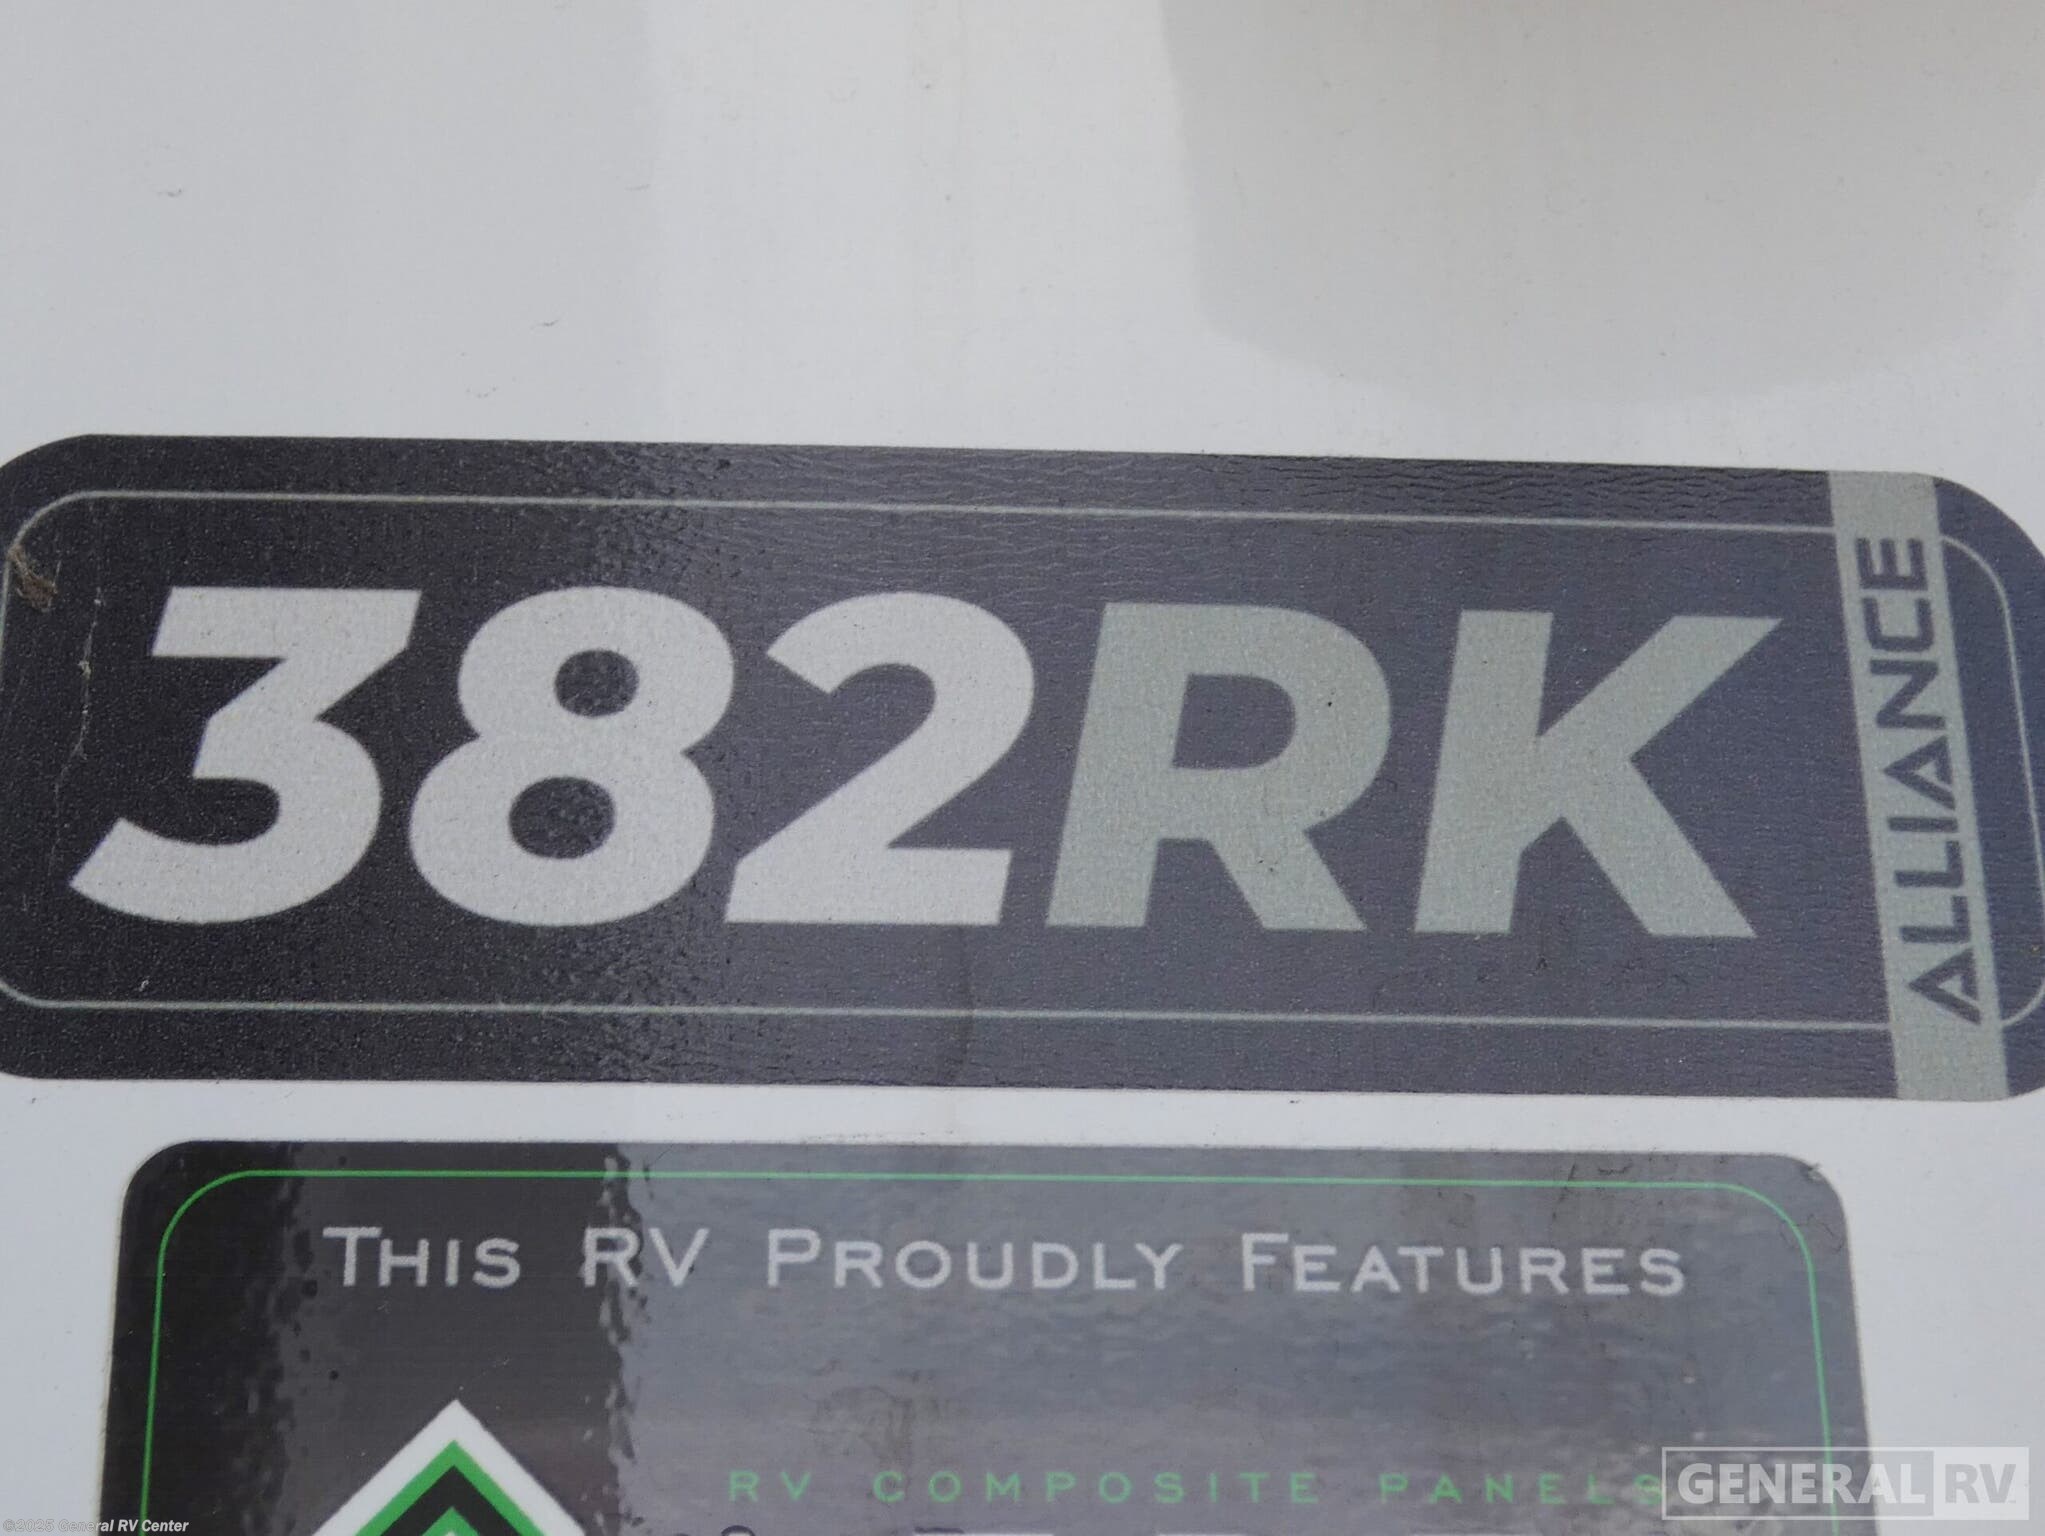 382RK
ALLIANCE
THIS RV PROUDLY FEATURES
RV COMPOSITE PANELS
GENERAL RV
©2025 General RV Center